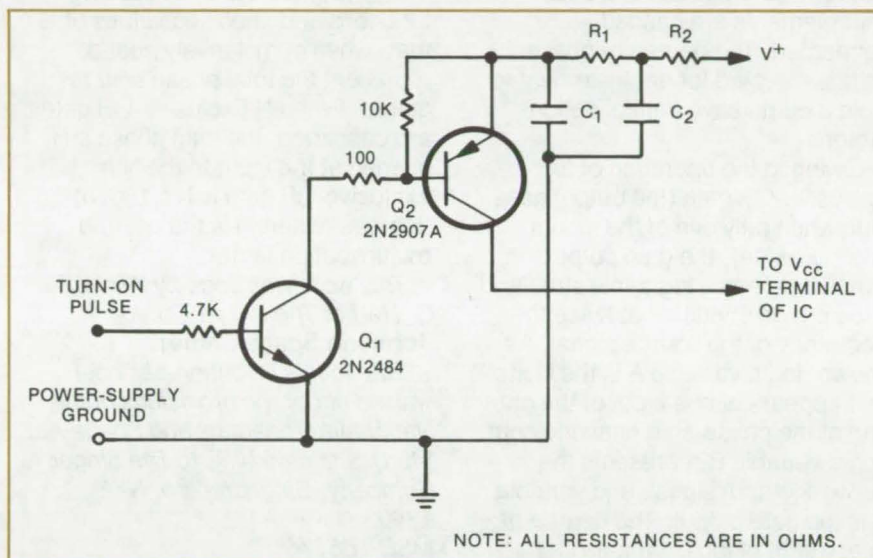 R1 R2
V+
10K
C1 C2
100
Q2
2N2907A
TO VCC
TERMINAL
OF IC
TURN-ON
PULSE
4.7K
Q1
2N2484
POWER-SUPPLY
GROUND
NOTE: ALL RESISTANCES ARE IN OHMS.